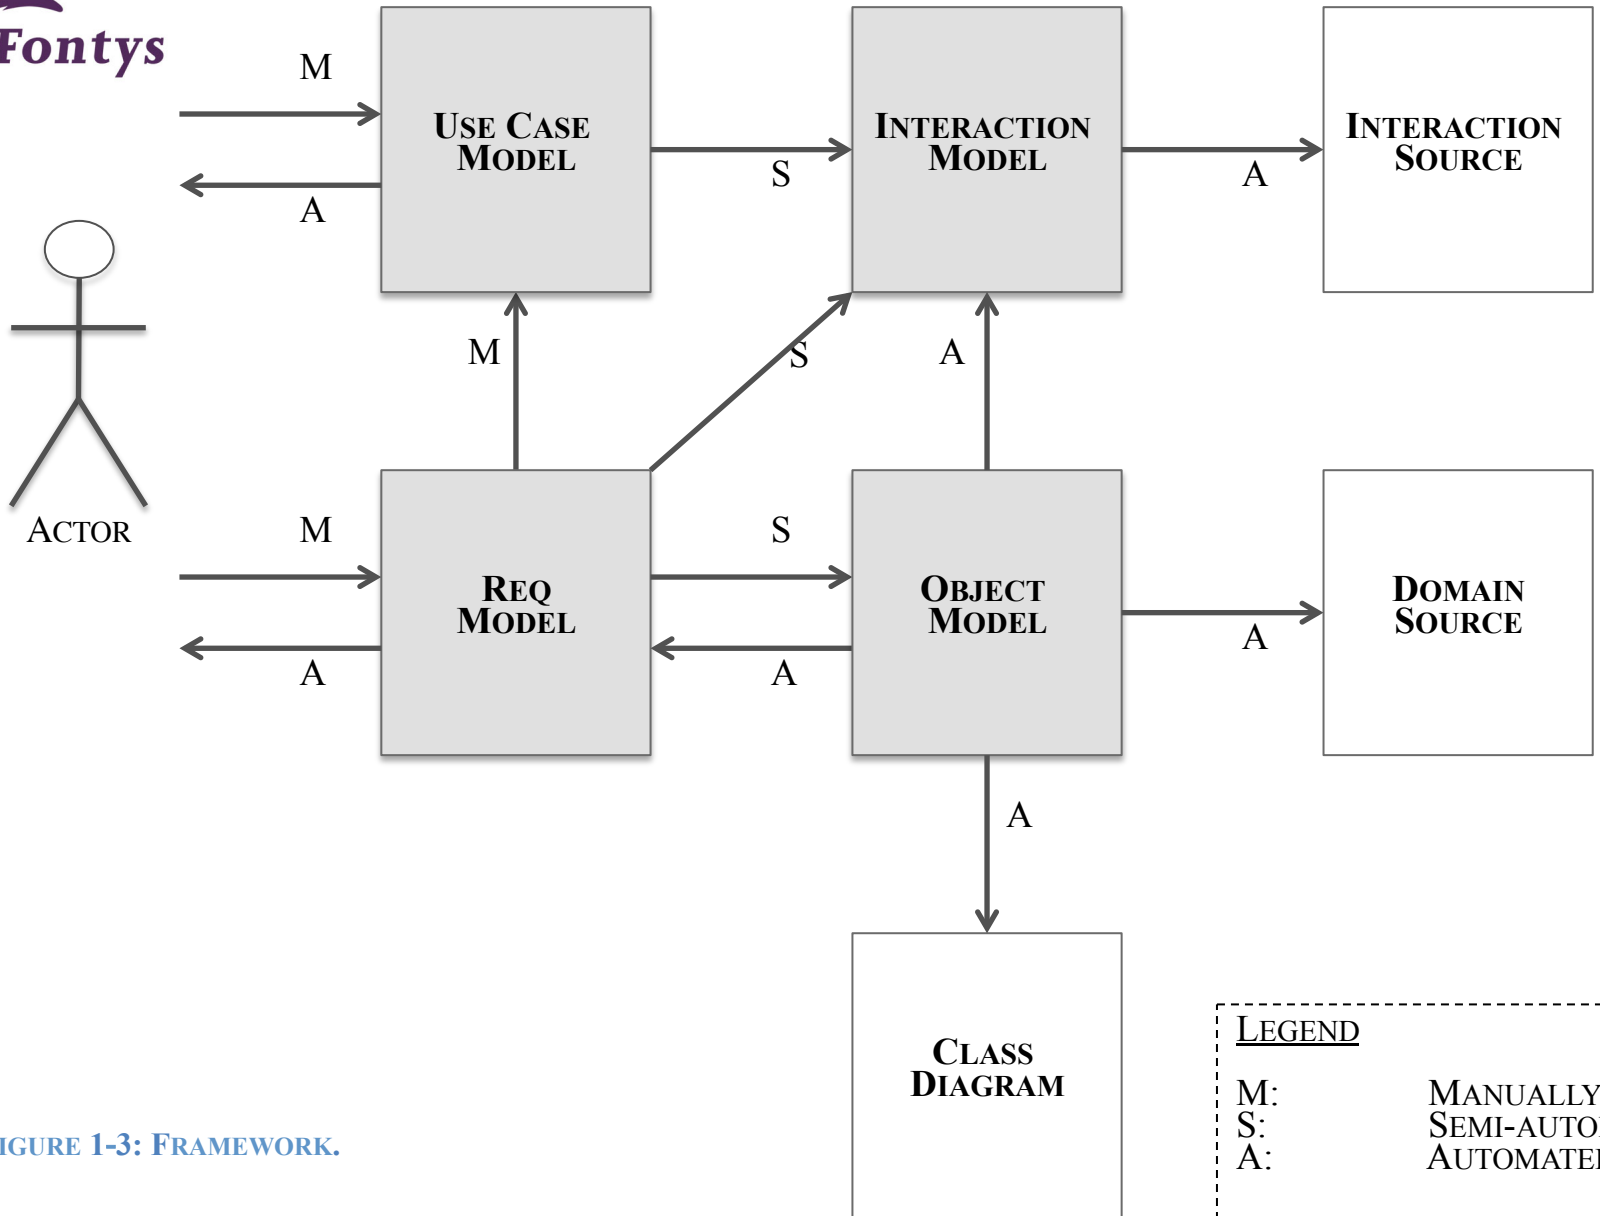 Fontys
M
USE CASE
MODEL
A
S
INTERACTION
MODEL
A
INTERACTION
SOURCE
M
S
A
ACTOR
M
REQ
MODEL
A
S
A
OBJECT
MODEL
A
DOMAIN
SOURCE
A
CLASS
DIAGRAM
LEGEND
M: MANUALLY
S:
A:
1-3: FRAMEWORK.